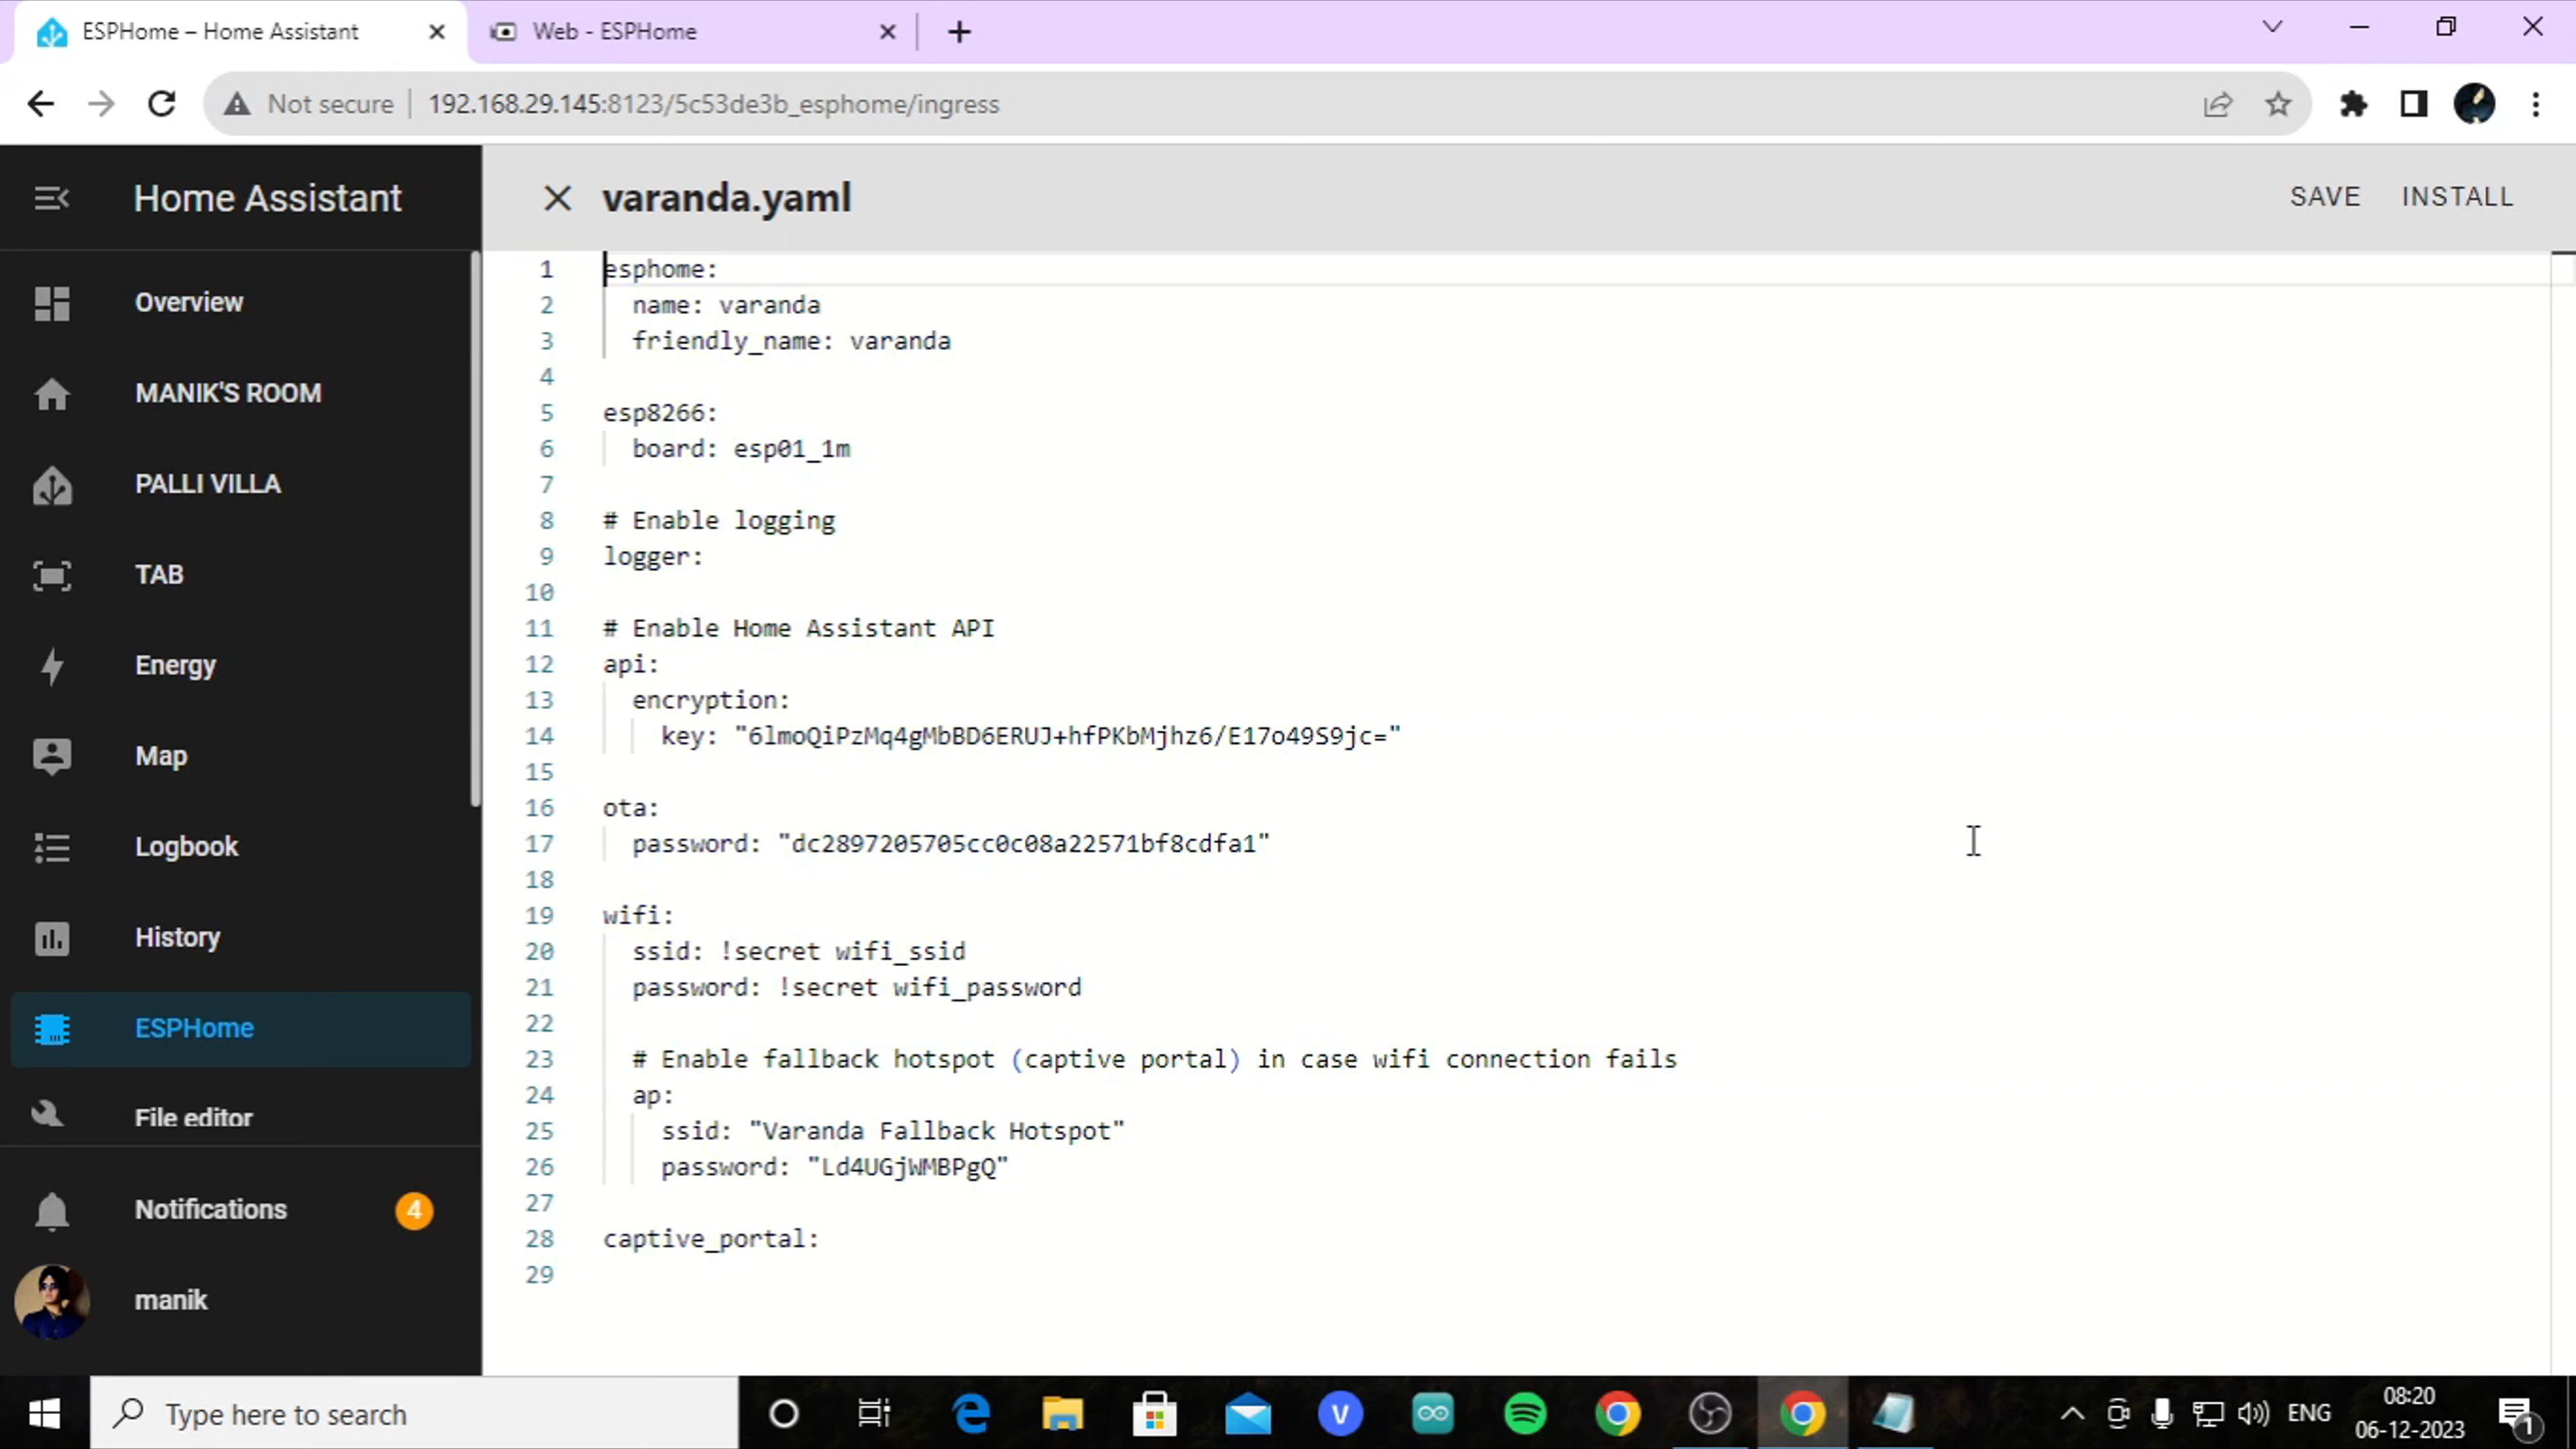 ESPHome – Home Assistant
Web - ESPHome
Not secure
192.168.29.145:8123/5c53de3b_esphome/ingress
Home Assistant
varanda.yaml
SAVE
INSTALL
Overview
MANIK'S ROOM
PALLI VILLA
TAB
Energy
Map
Logbook
History
ESPHome
File editor
Notifications
4
manik
1 esphome:
2 name: varanda
3 friendly_name: varanda
4
5 esp8266:
6 board: esp01_1m
7
8 # Enable logging
9 logger:
10
11 # Enable Home Assistant API
12 api:
13 encryption:
14 key: "6lmoQiPzMq4gMbBD6ERUJ+hfPKbMjhz6/E17o49S9jc="
15
16 ota:
17 password: "dc2897205705cc0c08a22571bf8cdfa1"
18
19 wifi:
20 ssid: !secret wifi_ssid
21 password: !secret wifi_password
22
23 # Enable fallback hotspot (captive portal) in case wifi connection fails
24 ap:
25 ssid: "Varanda Fallback Hotspot"
26 password: "Ld4UGjWMBPgQ"
27
28 captive_portal:
29
Type here to search
V
ENG
08:20
06-12-2023
1